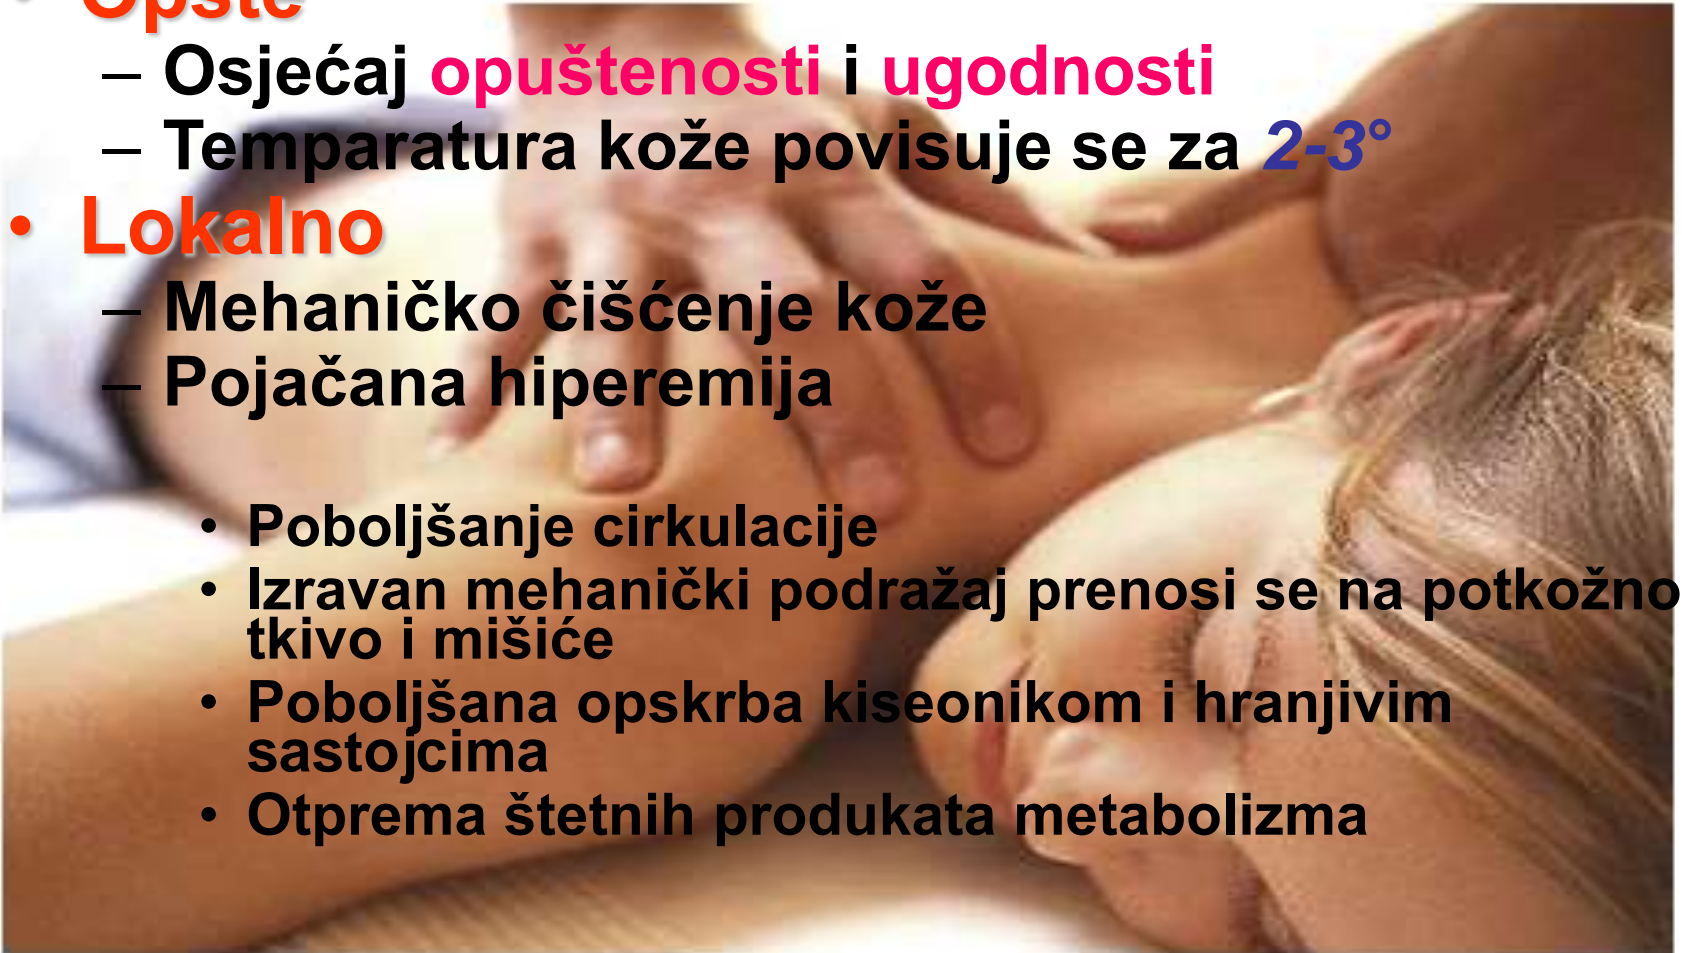 • Opšte
– Osjećaj opuštenosti i ugodnosti
– Temparatura kože povisuje se za 2-3°
• Lokalno
– Mehaničko čišćenje kože
– Pojačana hiperemija
• Poboljšanje cirkulacije
• Izravan mehanički podražaj prenosi se na potkožno
tkivo i mišiće
• Poboljšana opskrba kiseonikom i hranjivim
sastojcima
• Otprema štetnih produkata metabolizma